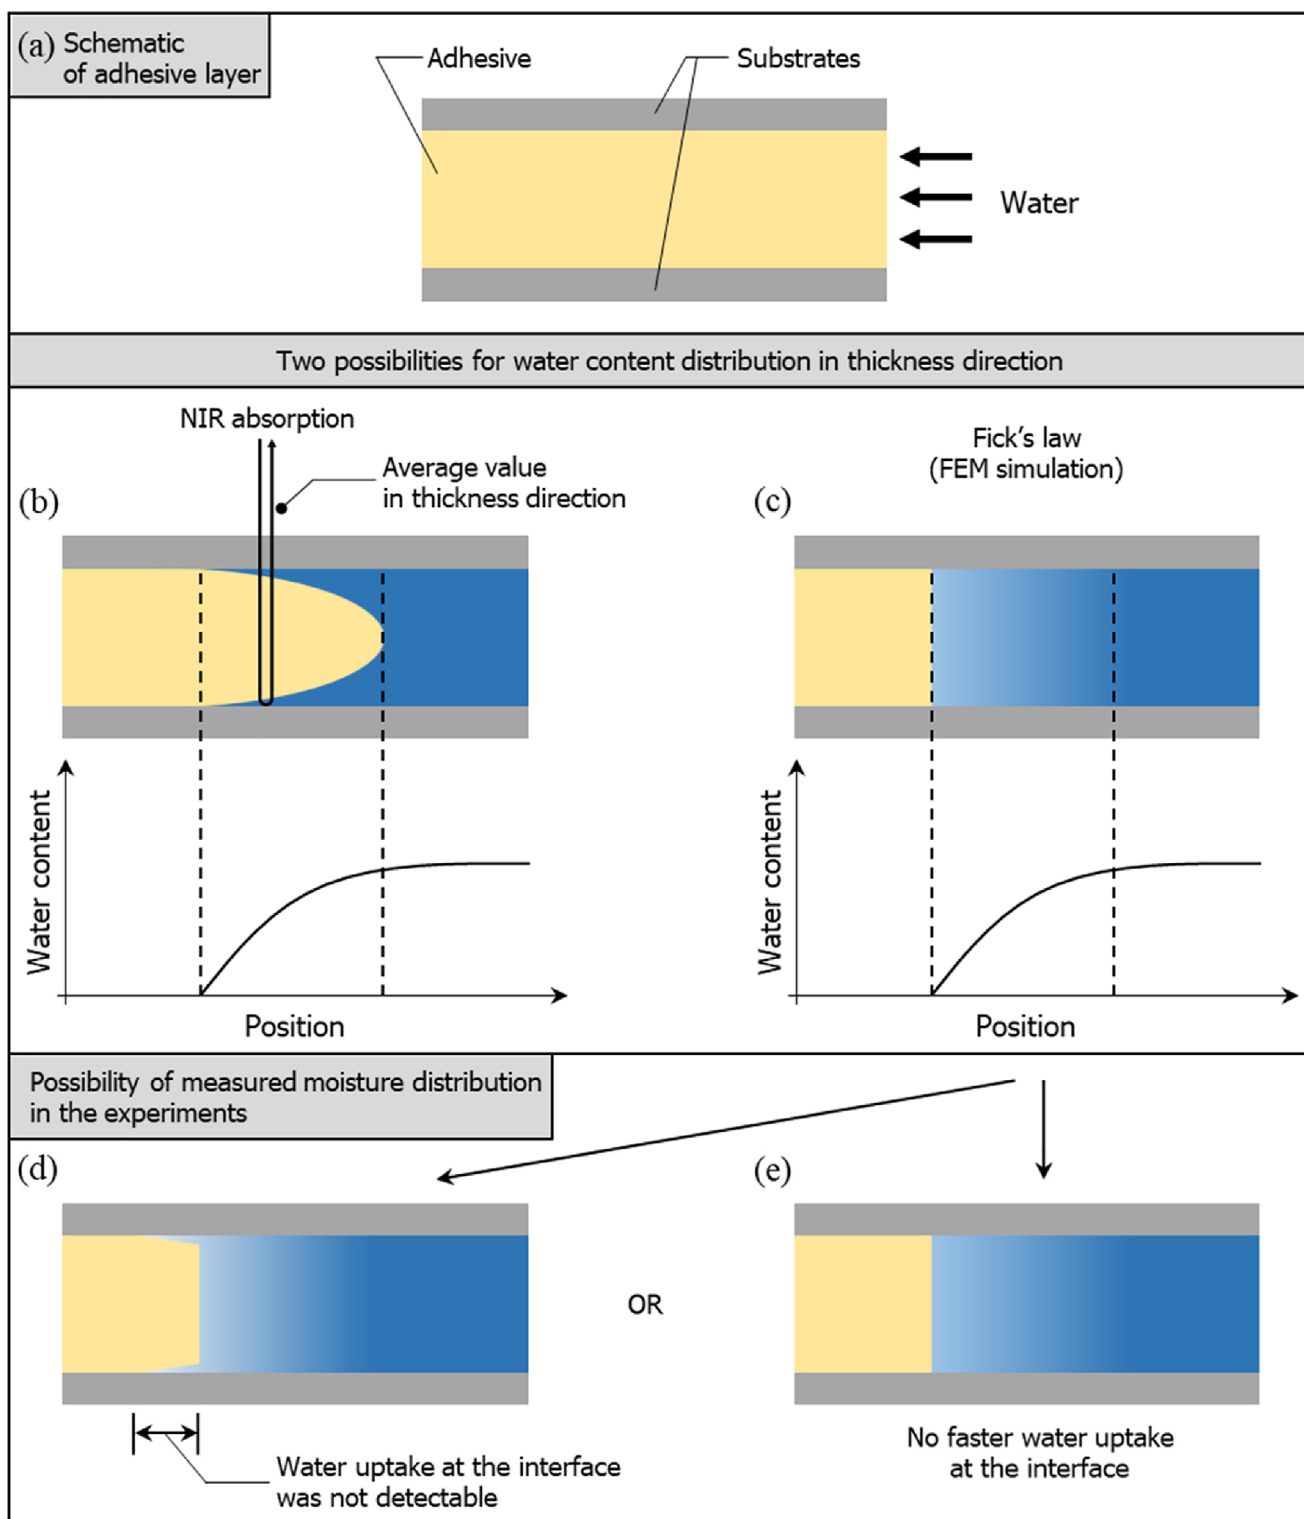 (a) Schematic
of adhesive layer
Adhesive
Substrates
Water
Two possibilities for water content distribution in thickness direction
NIR absorption
Average value
in thickness direction
(b)
Fick’s law
(FEM simulation)
(c)
Water content
Position
Water content
Position
Possibility of measured moisture distribution
in the experiments
(d)
(e)
OR
Water uptake at the interface
was not detectable
No faster water uptake
at the interface